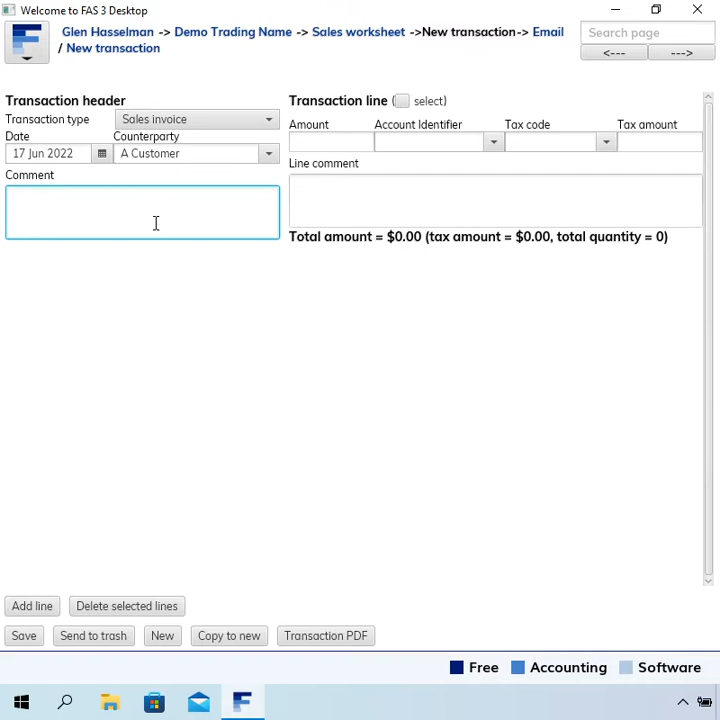 Welcome to FAS 3 Desktop
Glen Hasselman -> Demo Trading Name -> Sales worksheet ->New transaction-> Email
/ New transaction
Search page
<---
--->
Transaction header
Transaction type
Sales invoice
Date
Counterparty
17 Jun 2022
A Customer
Comment
Transaction line ( select)
Amount
Account Identifier
Tax code
Tax amount
Line comment
Total amount = $0.00 (tax amount = $0.00, total quantity = 0)
Add line
Delete selected lines
Save
Send to trash
New
Copy to new
Transaction PDF
Free
Accounting
Software